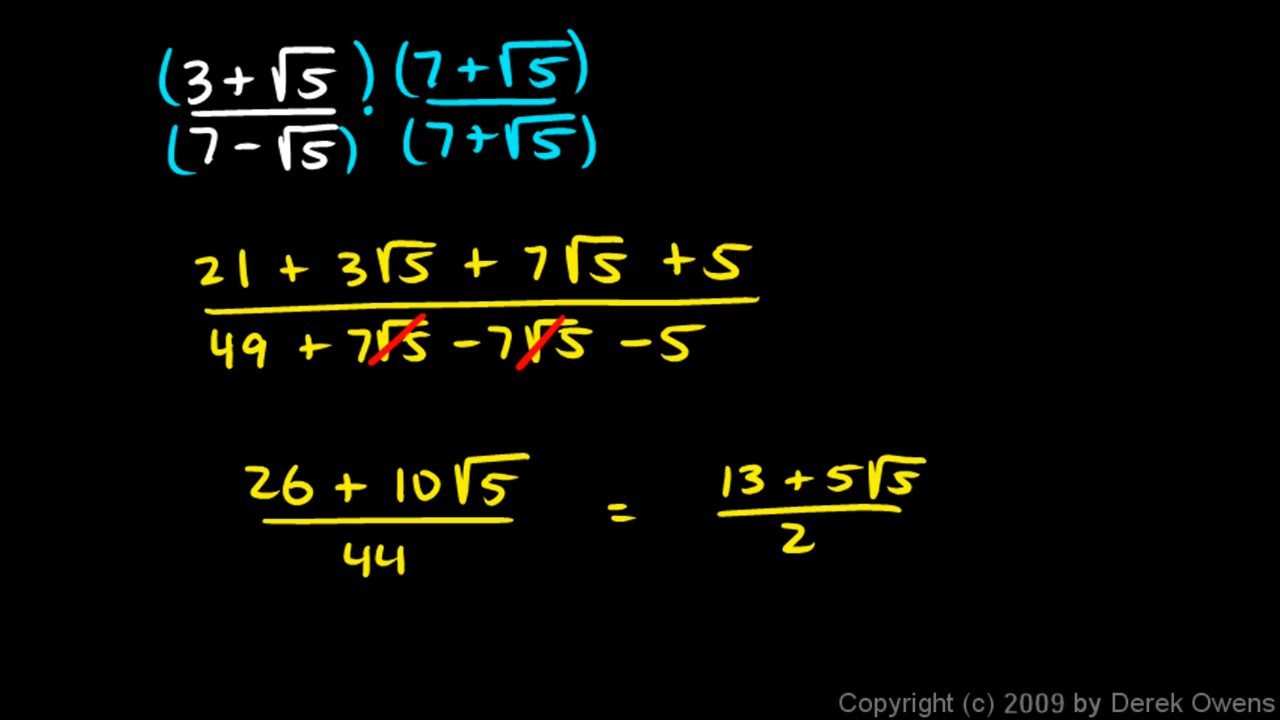 (3 + √5) · (7 + √5)
(7 - √5) (7 + √5)
21 + 3√5 + 7√5 + 5
49 + 7√5 - 7√5 - 5
26 + 10√5 = 13 + 5√5
44 2
Copyright (c) 2009 by Derek Owens